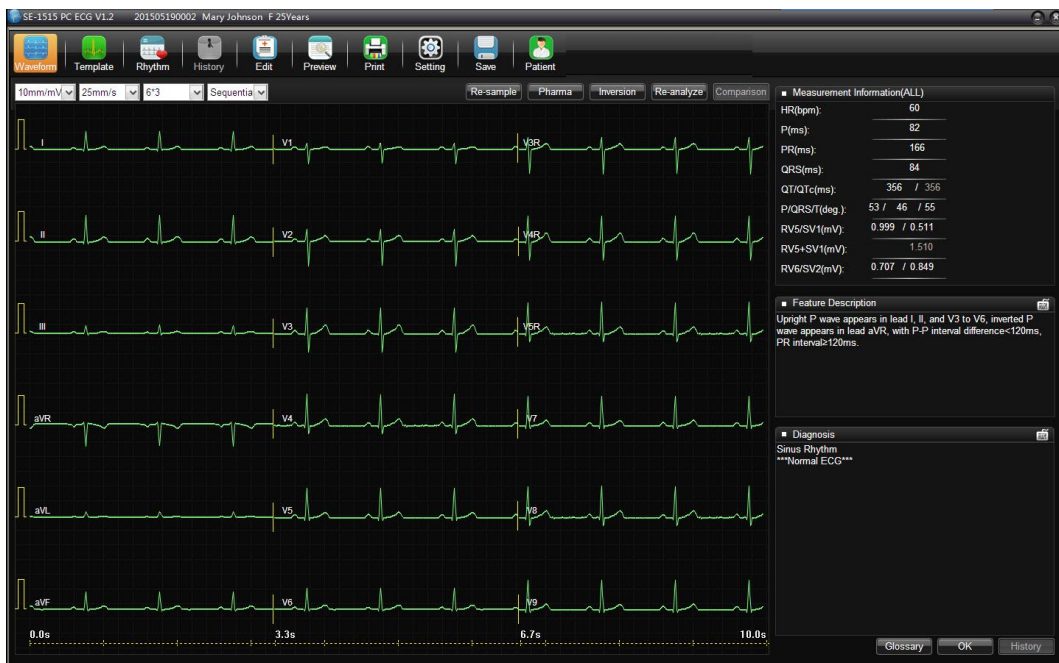 SE-1515 PC ECG V1.2 201505190002 Mary Johnson F 25Years
Waveform Template Rhythm History Edit Preview Print Setting Save Patient
10mm/mV 25mm/s 6*3 Sequentia Re-sample Pharma Inversion Re-analyze Comparison
I V1 V3R
II V2 V4R
III V3 V5R
aVR V4 V7
aVL V5 V8
aVF V6 V9
0.0s 3.3s 6.7s 10.0s
Measurement Information(ALL)
HR(bpm): 60
P(ms): 82
PR(ms): 166
QRS(ms): 84
QT/QTc(ms): 356 / 356
P/QRS/T(deg.): 53 / 46 / 55
RV5/SV1(mV): 0.999 / 0.511
RV5+SV1(mV): 1.510
RV6/SV2(mV): 0.707 / 0.849
Feature Description
Upright P wave appears in lead I, II, and V3 to V6, inverted P
wave appears in lead aVR, with P-P interval difference<120ms,
PR interval≥120ms.
Diagnosis
Sinus Rhythm
***Normal ECG***
Glossary OK History